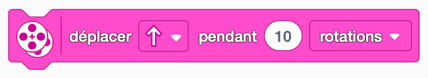 déplacer ↑ pendant 10 rotations